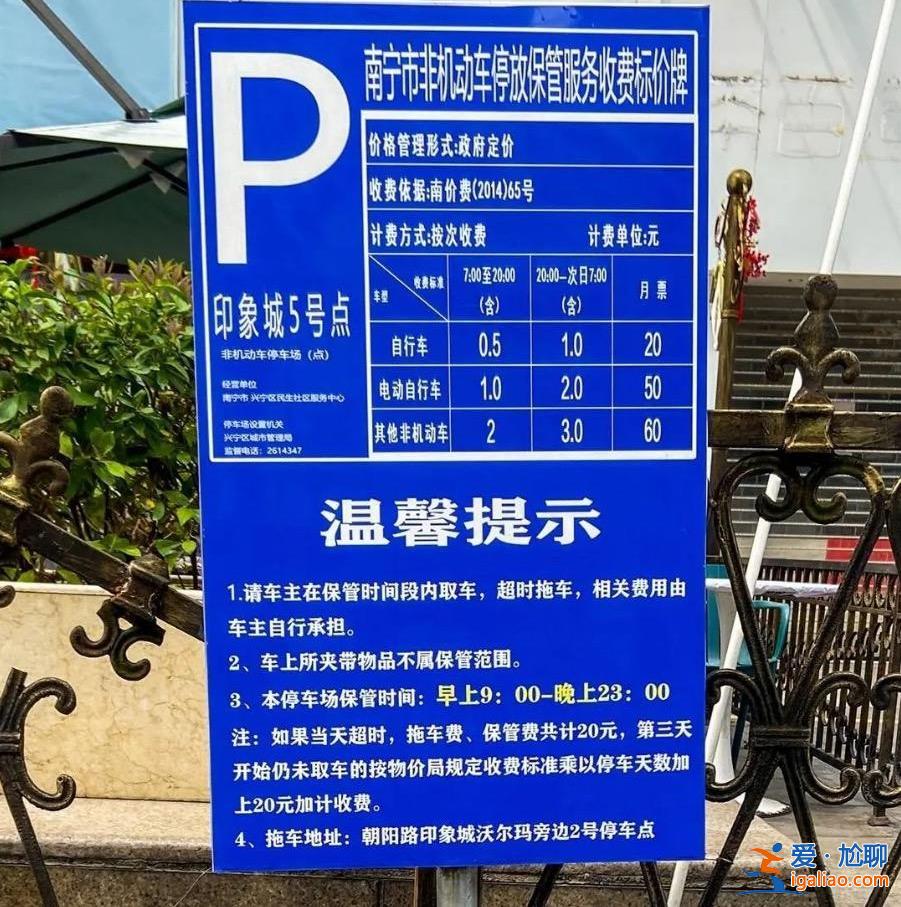 P
南宁市非机动车停放保管服务收费标价牌
价格管理形式:政府定价
收费依据:南价费(2014)65号
计费方式:按次收费 计费单位:元
收费标准
车型
7:00至20:00
(含)
20:00—次日7:00
(含)
月票
自行车 0.5 1.0 20
电动自行车 1.0 2.0 50
其他非机动车 2 3.0 60
印象城5号点
非机动车停车场（点）
经营单位
南宁市 兴宁区民生社区服务中心
停车场设置机关
兴宁区城市管理局
监督电话：2614347
温馨提示
1.请车主在保管时间段内取车，超时拖车，相关费用由
车主自行承担。
2、车上所夹带物品不属保管范围。
3、本停车场保管时间：早上9：00-晚上23：00
注：如果当天超时，拖车费、保管费共计20元，第三天
开始仍未取车的按物价局规定收费标准乘以停车天数加
上20元加计收费。
4、拖车地址：朝阳路印象城沃尔玛旁边2号停车点
爱·尬聊
igaliao.com